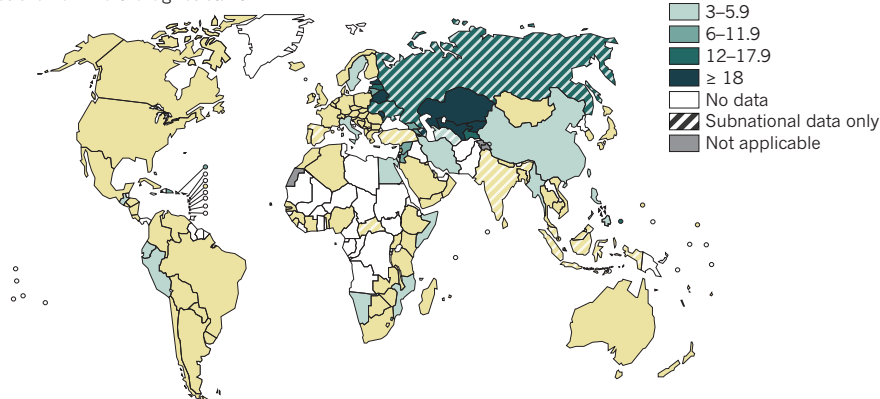 3–5.9
6–11.9
12–17.9
≥ 18
No data
Subnational data only
Not applicable